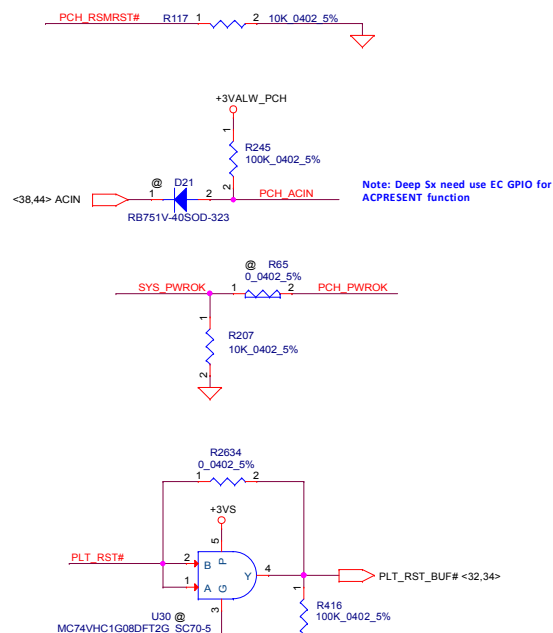 PCH_RSMRST# R117 1 2 10K_0402_5%
+3VALW_PCH
1
R245
100K_0402_5%
2
@ D21
<38,44> ACIN 1 2 PCH_ACIN
RB751V-40SOD-323
Note: Deep Sx need use EC GPIO for
ACPRESENT function
@ R65
0_0402_5%
SYS_PWROK 1 2 PCH_PWROK
1
R207
10K_0402_5%
2
R2634
0_0402_5%
1 2
+3VS
5
PLT_RST# 2 B P
Y 4 PLT_RST_BUF# <32,34>
1 A G
3
1
U30 @
MC74VHC1G08DFT2G_SC70-5
R416
100K_0402_5%